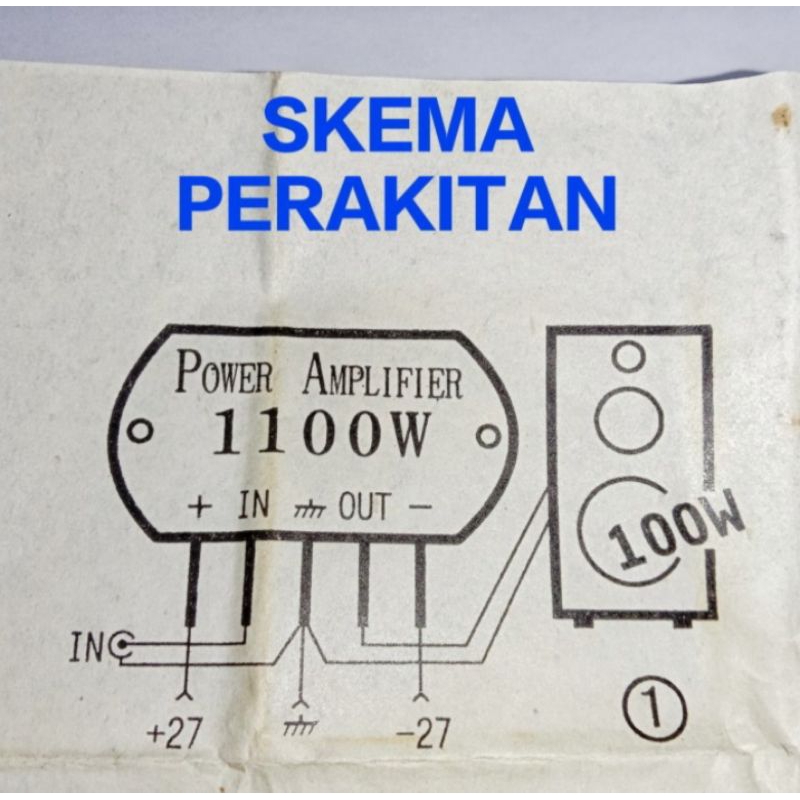 SKEMA
PERAKITAN
POWER AMPLIFIER
1100W
+ IN OUT −
100W
IN
+27 -27
1